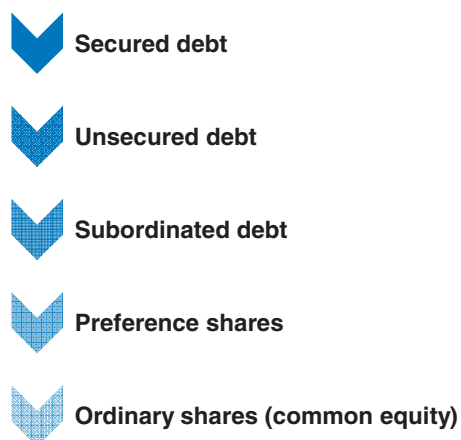 Secured debt
Unsecured debt
Subordinated debt
Preference shares
Ordinary shares (common equity)